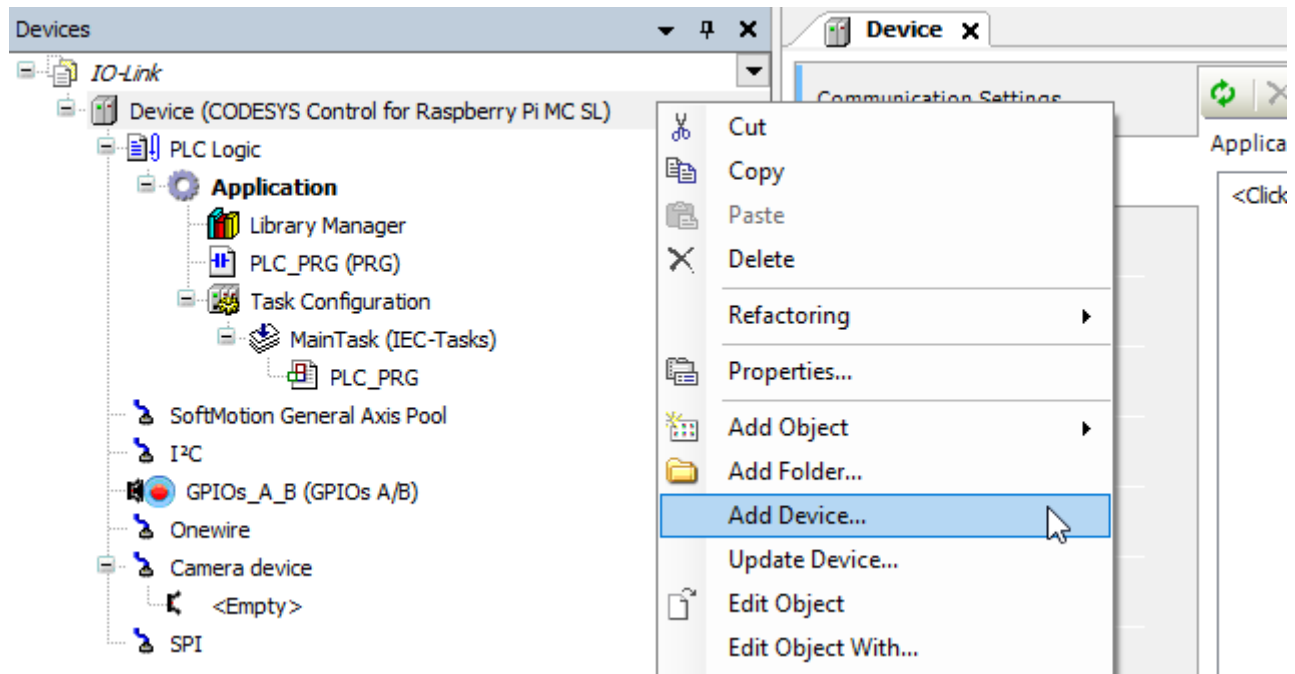 Devices
IO-Link
Device (CODESYS Control for Raspberry Pi MC SL)
PLC Logic
Application
Library Manager
PLC_PRG (PRG)
Task Configuration
MainTask (IEC-Tasks)
PLC_PRG
SoftMotion General Axis Pool
I²C
GPIOs_A_B (GPIOs A/B)
Onewire
Camera device
<Empty>
SPI
Cut
Copy
Paste
Delete
Refactoring
Properties...
Add Object
Add Folder...
Add Device...
Update Device...
Edit Object
Edit Object With...
Device
Communication Settings
Applica
<Click